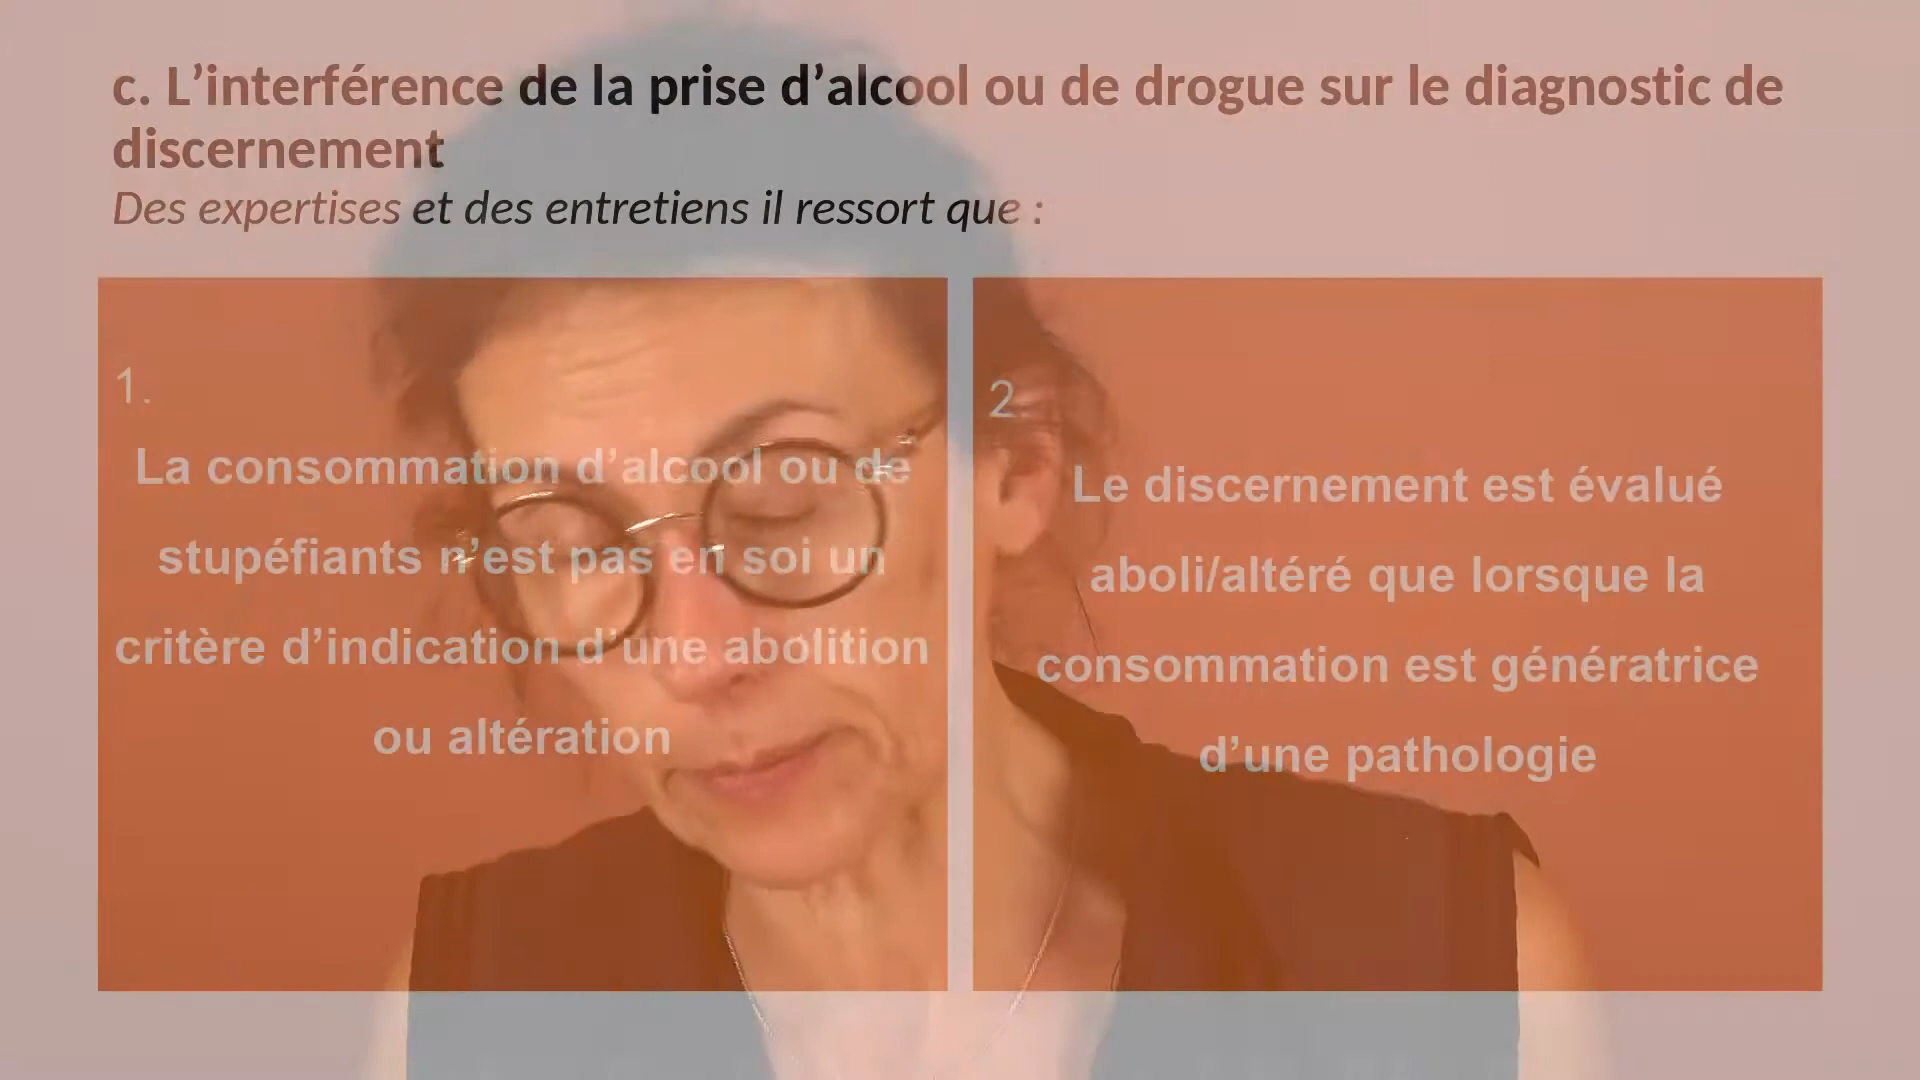 c. L’interférence de la prise d’alcool ou de drogue sur le diagnostic de
discernement
Des expertises et des entretiens il ressort que :
1.
La consommation d’alcool ou de
stupéfiants n’est pas en soi un
critère d’indication d’une abolition
ou altération
2.
Le discernement est évalué
aboli/altéré que lorsque la
consommation est génératrice
d’une pathologie